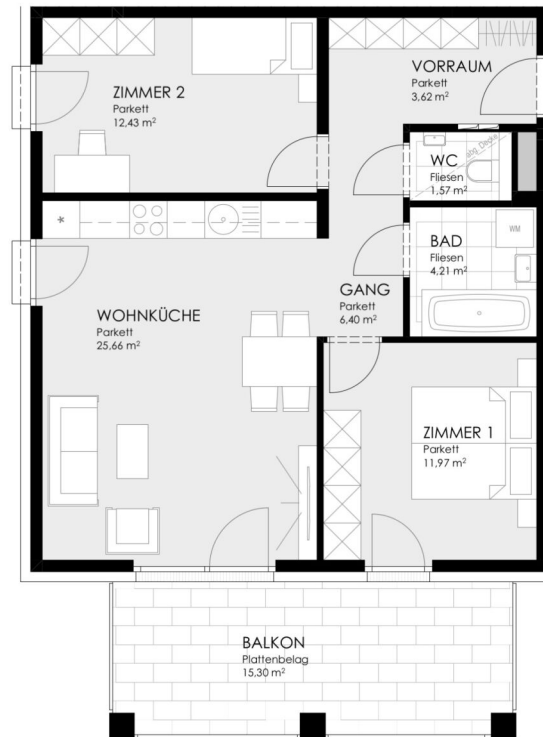 ZIMMER 2
Parkett
12,43 m²
VORRAUM
Parkett
3,62 m²
abg. Decke
WC
Fliesen
1,57 m²
BAD
Fliesen
4,21 m²
WM
GANG
Parkett
6,40 m²
*
WOHNKÜCHE
Parkett
25,66 m²
ZIMMER 1
Parkett
11,97 m²
BALKON
Plattenbelag
15,30 m²